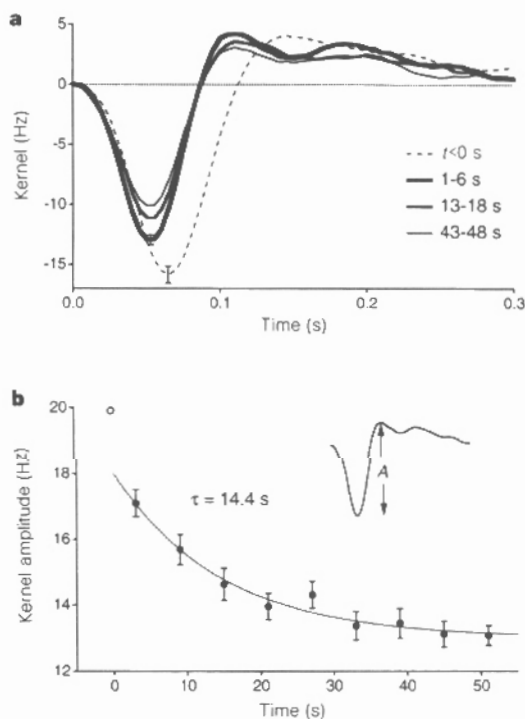 a
5
0
-5
-10
-15
Kernel (Hz)
t<0 s
1-6 s
13-18 s
43-48 s
0.0
0.1
0.2
0.3
Time (s)
b
20
18
16
14
12
Kernel amplitude (Hz)
τ = 14.4 s
A
0
10
20
30
40
50
Time (s)